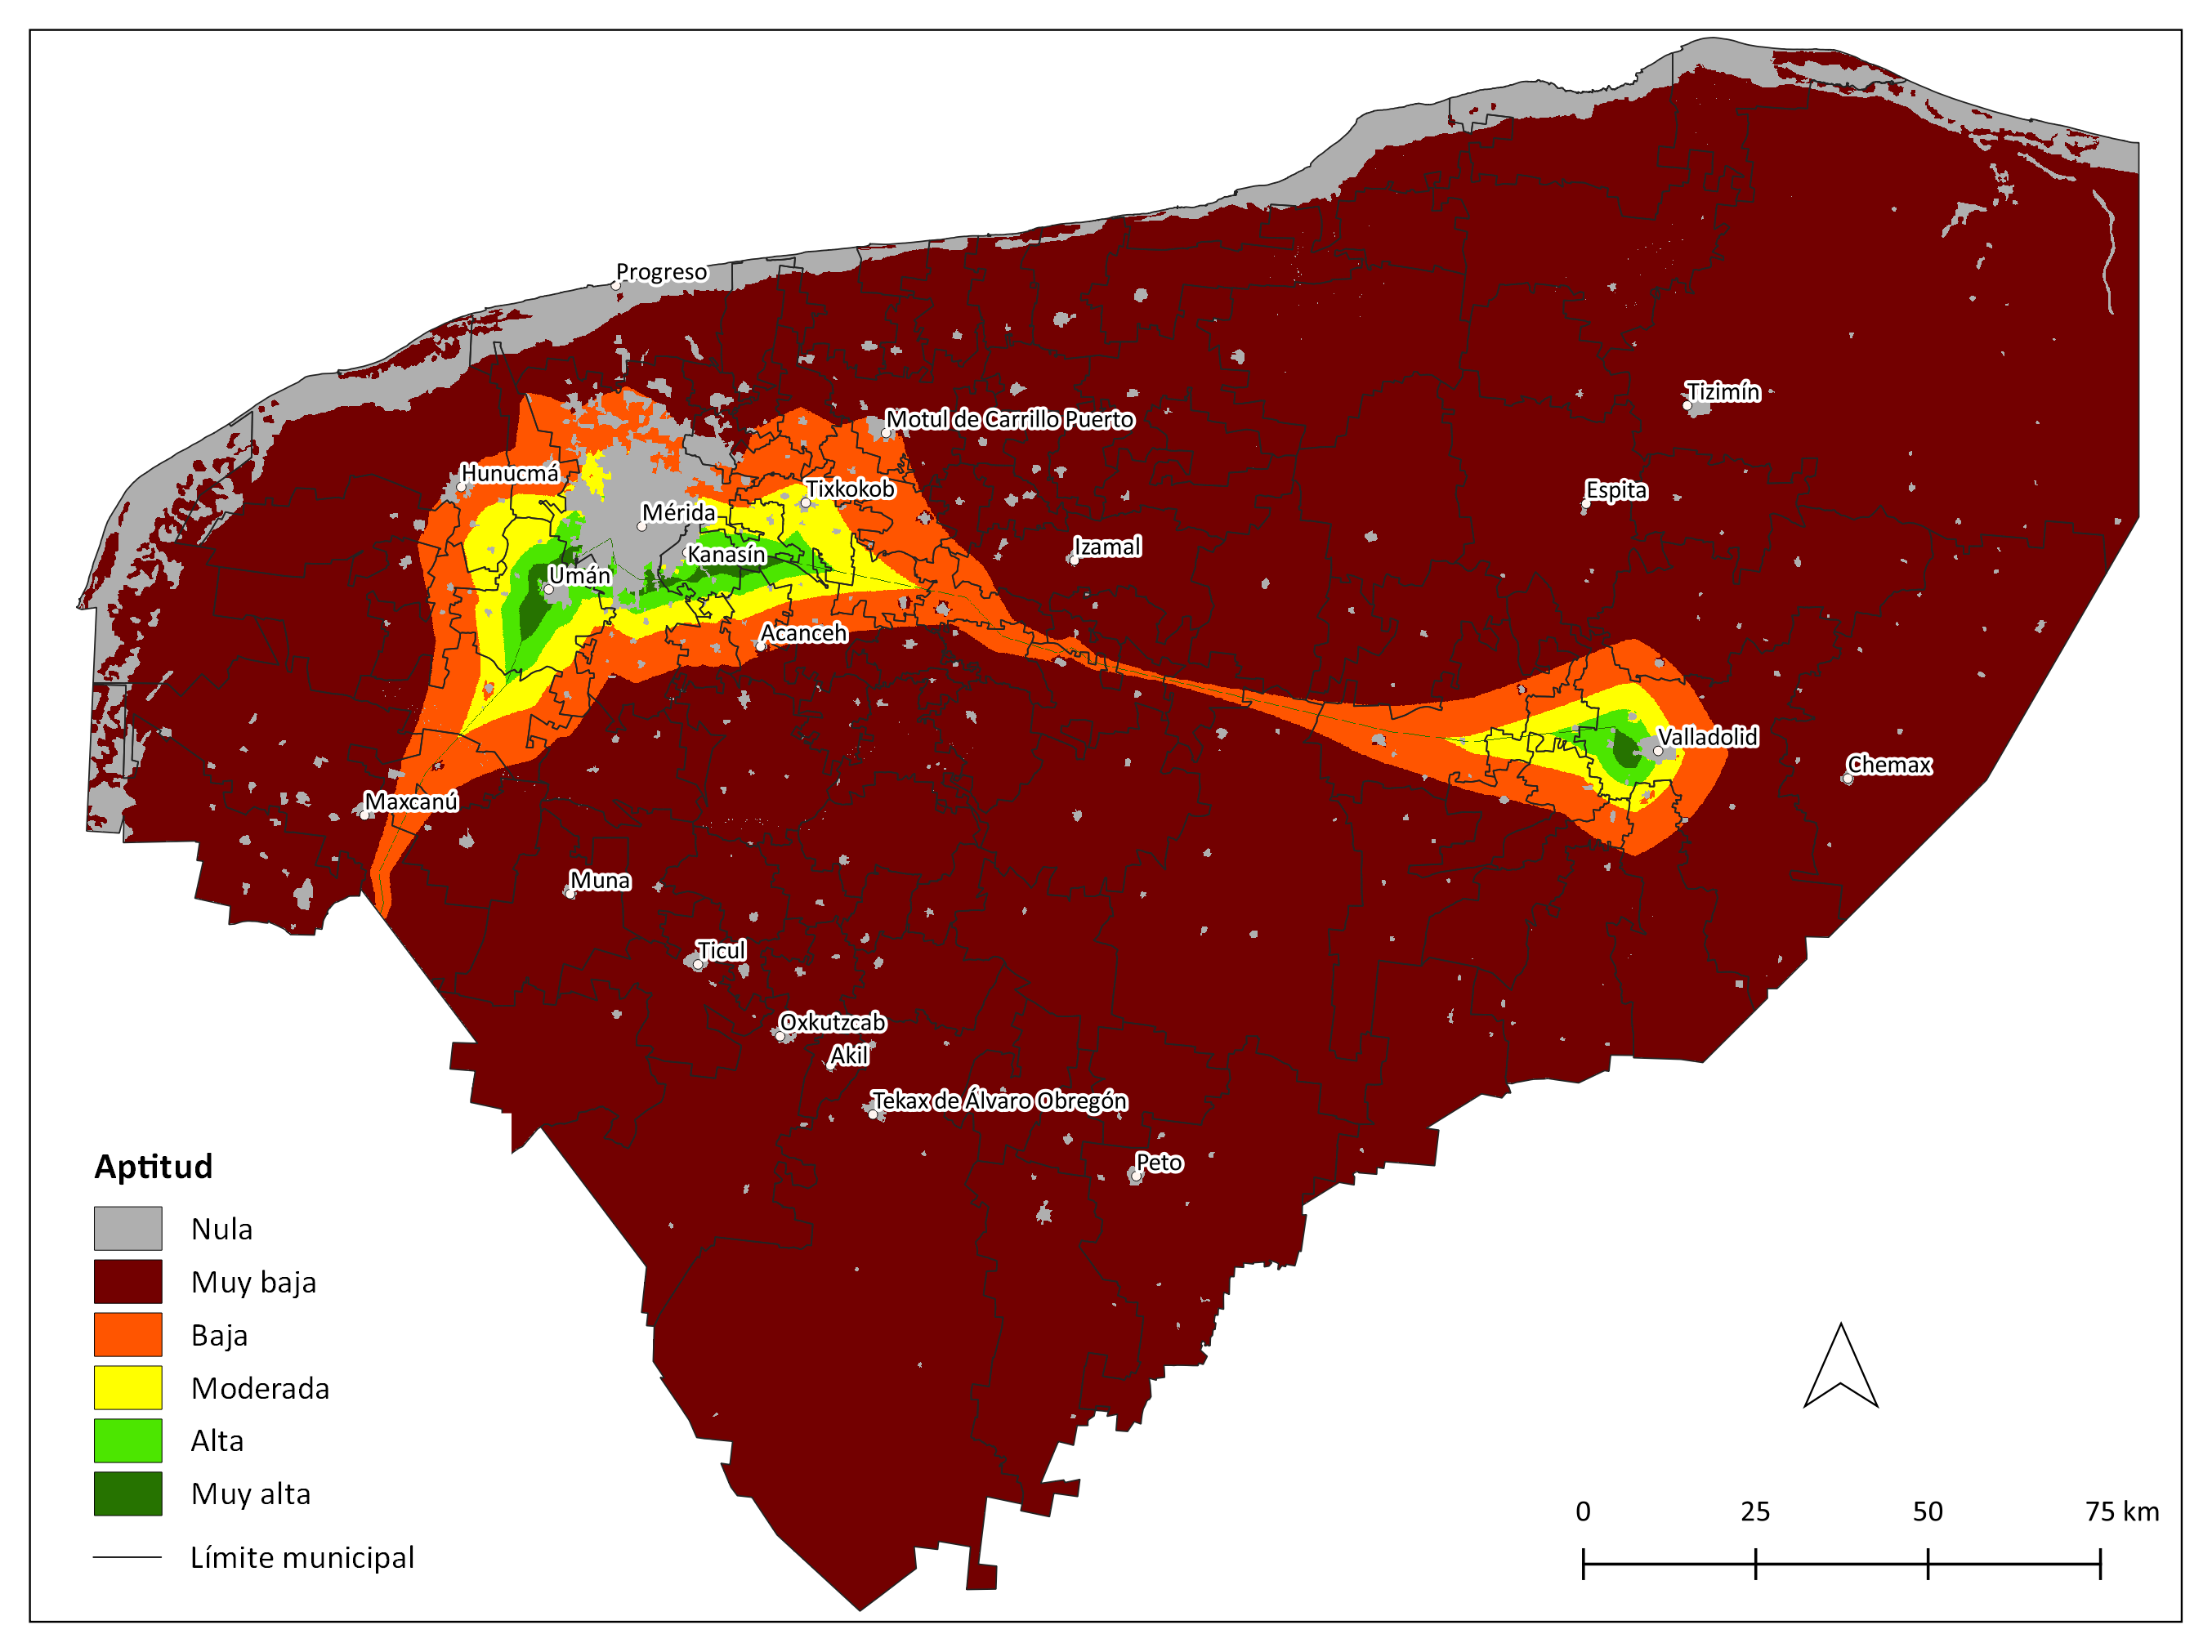 Progreso
Tizimín
Motul de Carrillo Puerto
Hunucmá
Tixkokob
Espita
Mérida
Izamal
Kanasín
Umán
Acanceh
Valladolid
Chemax
Maxcanú
Muna
Ticul
Oxkutzcab
Akil
Tekax de Álvaro Obregón
Peto
Aptitud
Nula
Muy baja
Baja
Moderada
Alta
Muy alta
Límite municipal
0 25 50 75 km